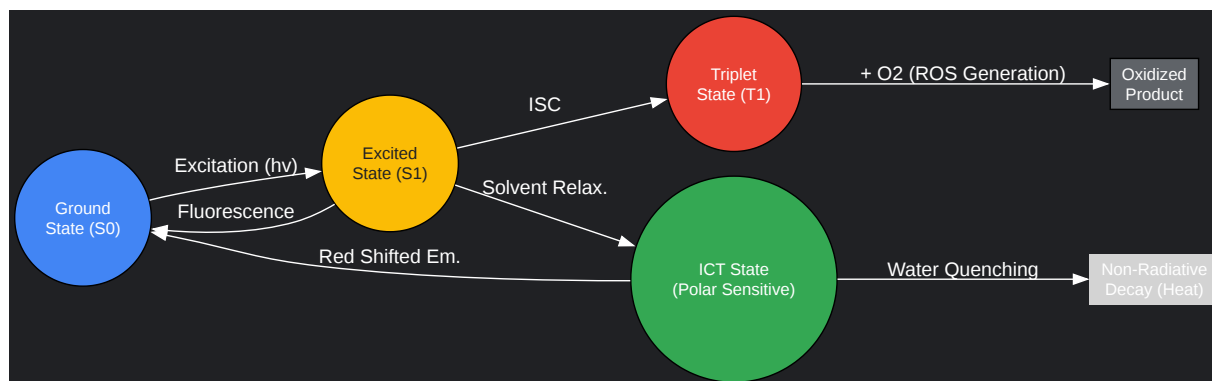 Ground
State (S0)
Excitation (hv)
Fluorescence
Excited
State (S1)
ISC
Solvent Relax.
Red Shifted Em.
Triplet
State (T1)
+ O2 (ROS Generation)
Oxidized
Product
ICT State
(Polar Sensitive)
Water Quenching
Non-Radiative
Decay (Heat)